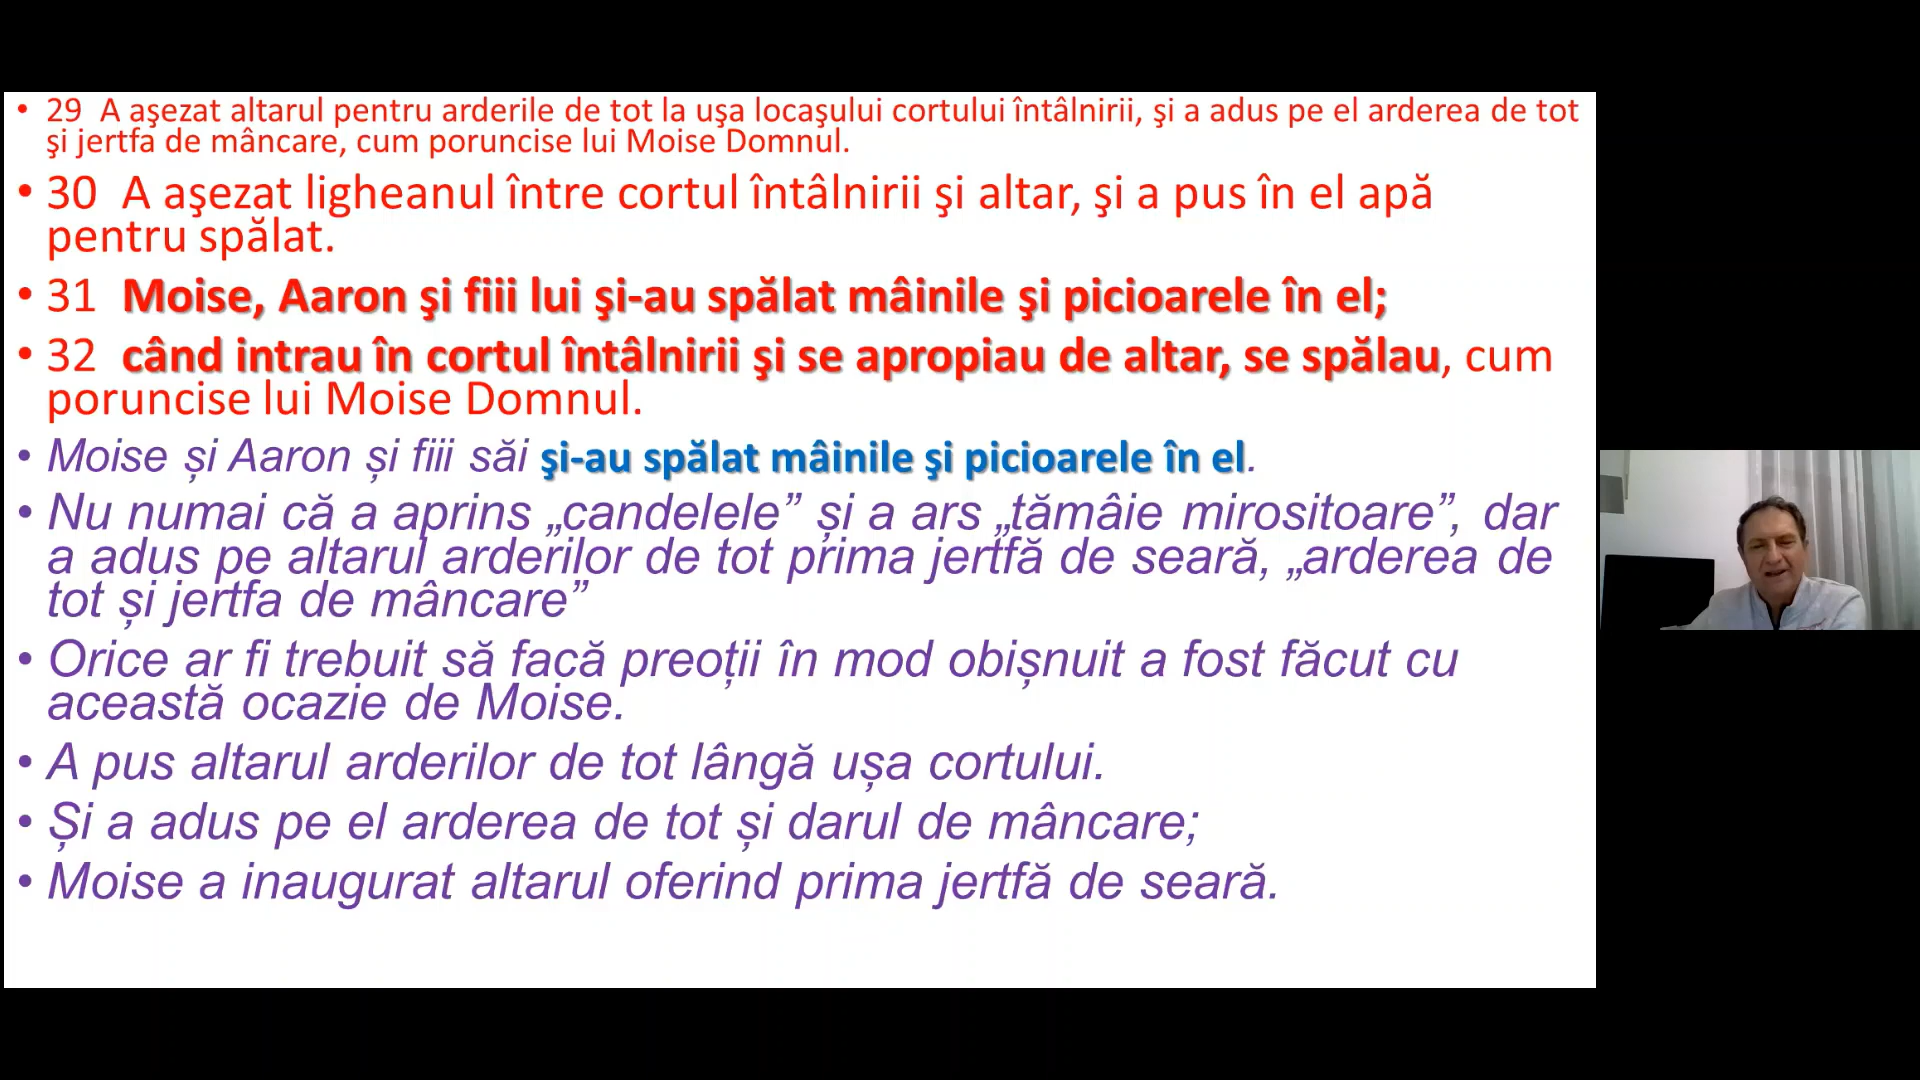 • 29 A aşezat altarul pentru arderile de tot la uşa locaşului cortului întâlnirii, şi a adus pe el arderea de tot
şi jertfa de mâncare, cum poruncise lui Moise Domnul.
• 30 A aşezat ligheanul între cortul întâlnirii şi altar, şi a pus în el apă
pentru spălat.
• 31 Moise, Aaron şi fiii lui şi-au spălat mâinile şi picioarele în el;
• 32 când intrau în cortul întâlnirii şi se apropiau de altar, se spălau, cum
poruncise lui Moise Domnul.
• Moise și Aaron și fiii săi şi-au spălat mâinile şi picioarele în el.
• Nu numai că a aprins „candelele” și a ars „tămâie mirositoare”, dar
a adus pe altarul arderilor de tot prima jertfă de seară, „arderea de
tot și jertfa de mâncare”
• Orice ar fi trebuit să facă preoții în mod obișnuit a fost făcut cu
această ocazie de Moise.
• A pus altarul arderilor de tot lângă ușa cortului.
• Și a adus pe el arderea de tot și darul de mâncare;
• Moise a inaugurat altarul oferind prima jertfă de seară.